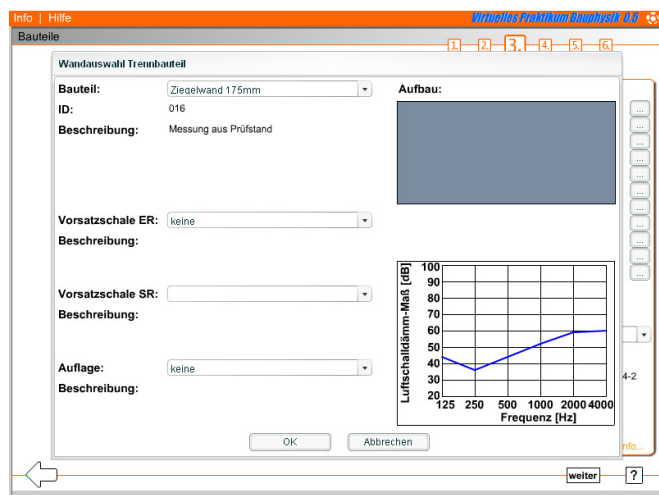 Info | Hilfe
Virtuelles Praktikum Bauphysik 0.5
Bauteile
1. 2. 3. 4. 5. 6.
Wandauswahl Trennbauteil
Bauteil: Ziegelwand 175mm
Aufbau:
ID: 016
Beschreibung: Messung aus Prüfstand
...
...
...
...
...
...
...
...
...
...
...
Vorsatzschale ER: keine
Beschreibung:
Vorsatzschale SR:
Beschreibung:
Auflage: keine
Beschreibung:
Luftschalldämm-Maß [dB]
100
90
80
70
60
50
40
30
20
125 250 500 1000 2000 4000
Frequenz [Hz]
4-2
nfo...
OK Abbrechen
weiter ?